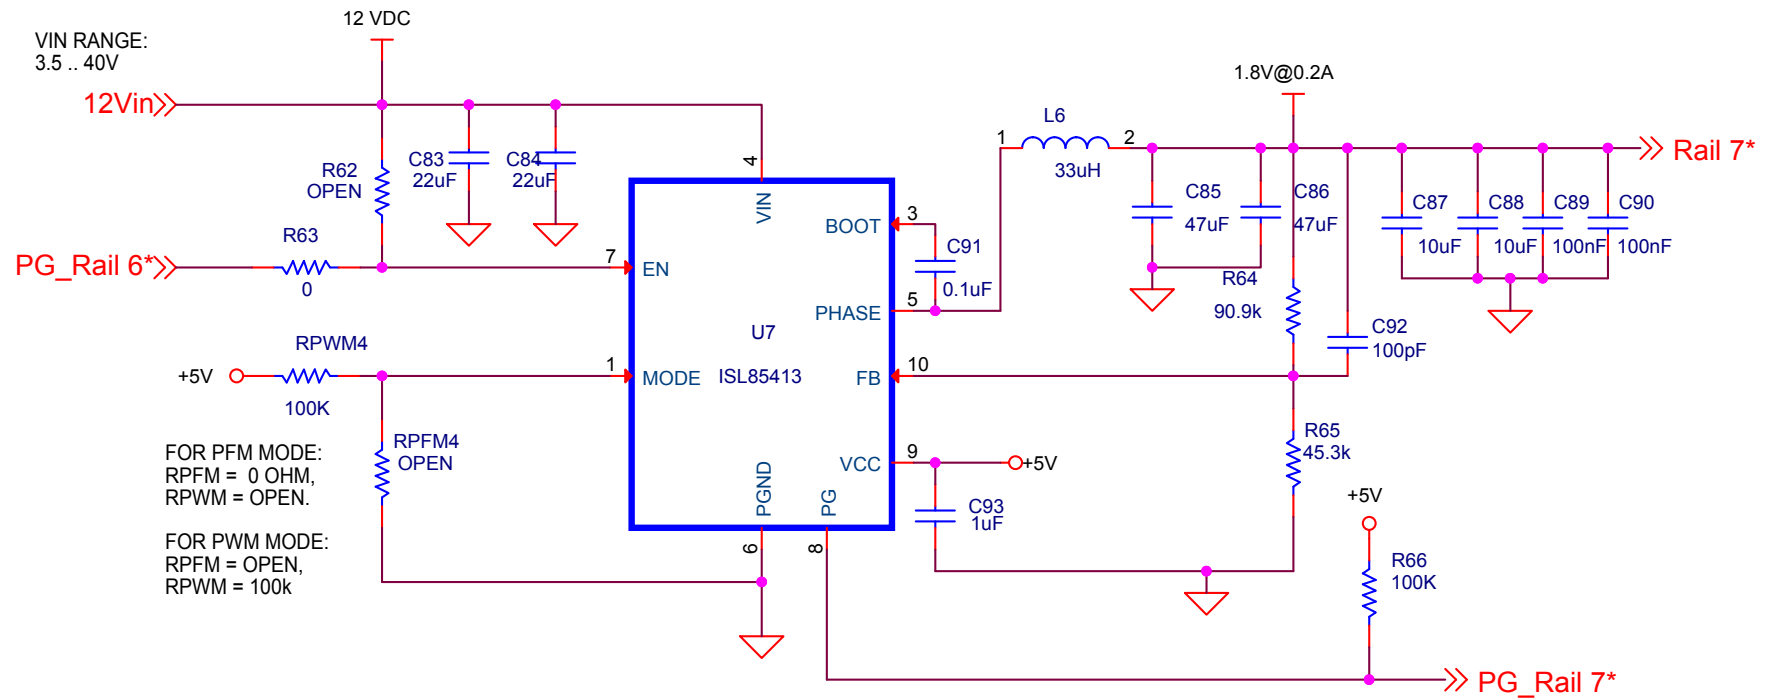 12 VDC
VIN RANGE:
3.5 .. 40V
12Vin
R62
OPEN
C83
22uF
C84
22uF
R63
0
PG_Rail 6*
7
EN
4
VIN
BOOT
3
C91
0.1uF
PHASE
5
U7
ISL85413
1
L6
2
33uH
1.8V@0.2A
Rail 7*
C85
47uF
C86
47uF
C87
10uF
C88
10uF
C89
100nF
C90
100nF
R64
90.9k
C92
100pF
RPWM4
+5V
100K
1
MODE
FB
10
RPFM4
OPEN
R65
45.3k
FOR PFM MODE:
RPFM = 0 OHM,
RPWM = OPEN.
FOR PWM MODE:
RPFM = OPEN,
RPWM = 100k
PGND
6
PG
8
VCC
9
+5V
C93
1uF
+5V
R66
100K
PG_Rail 7*